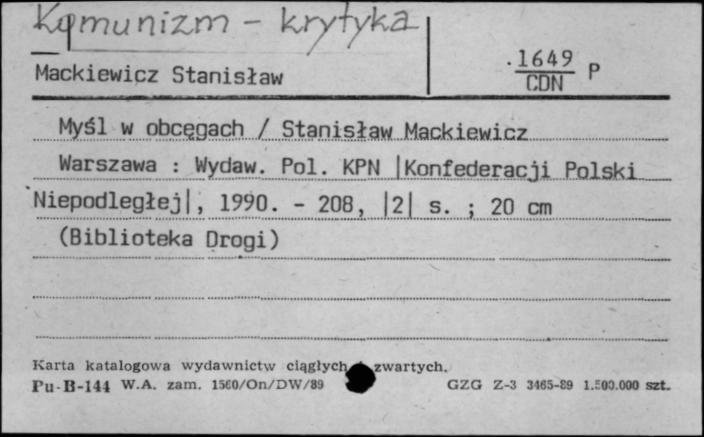 Komunizm - krytyka
Mackiewicz Stanisław
.1649 P
CDN
Myśl w obcęgach / Stanisław Mackiewicz
Warszawa : Wydaw. Pol. KPN |Konfederacji Polski
Niepodległej|, 1990. - 208, |2| s. ; 20 cm
(Biblioteka Drogi)
Karta katalogowa wydawnictw ciągłych zwartych.
Pu-B-144 W.A. zam. 1560/On/DW/89 GZG Z-3 3465-89 1.500.000 szt.